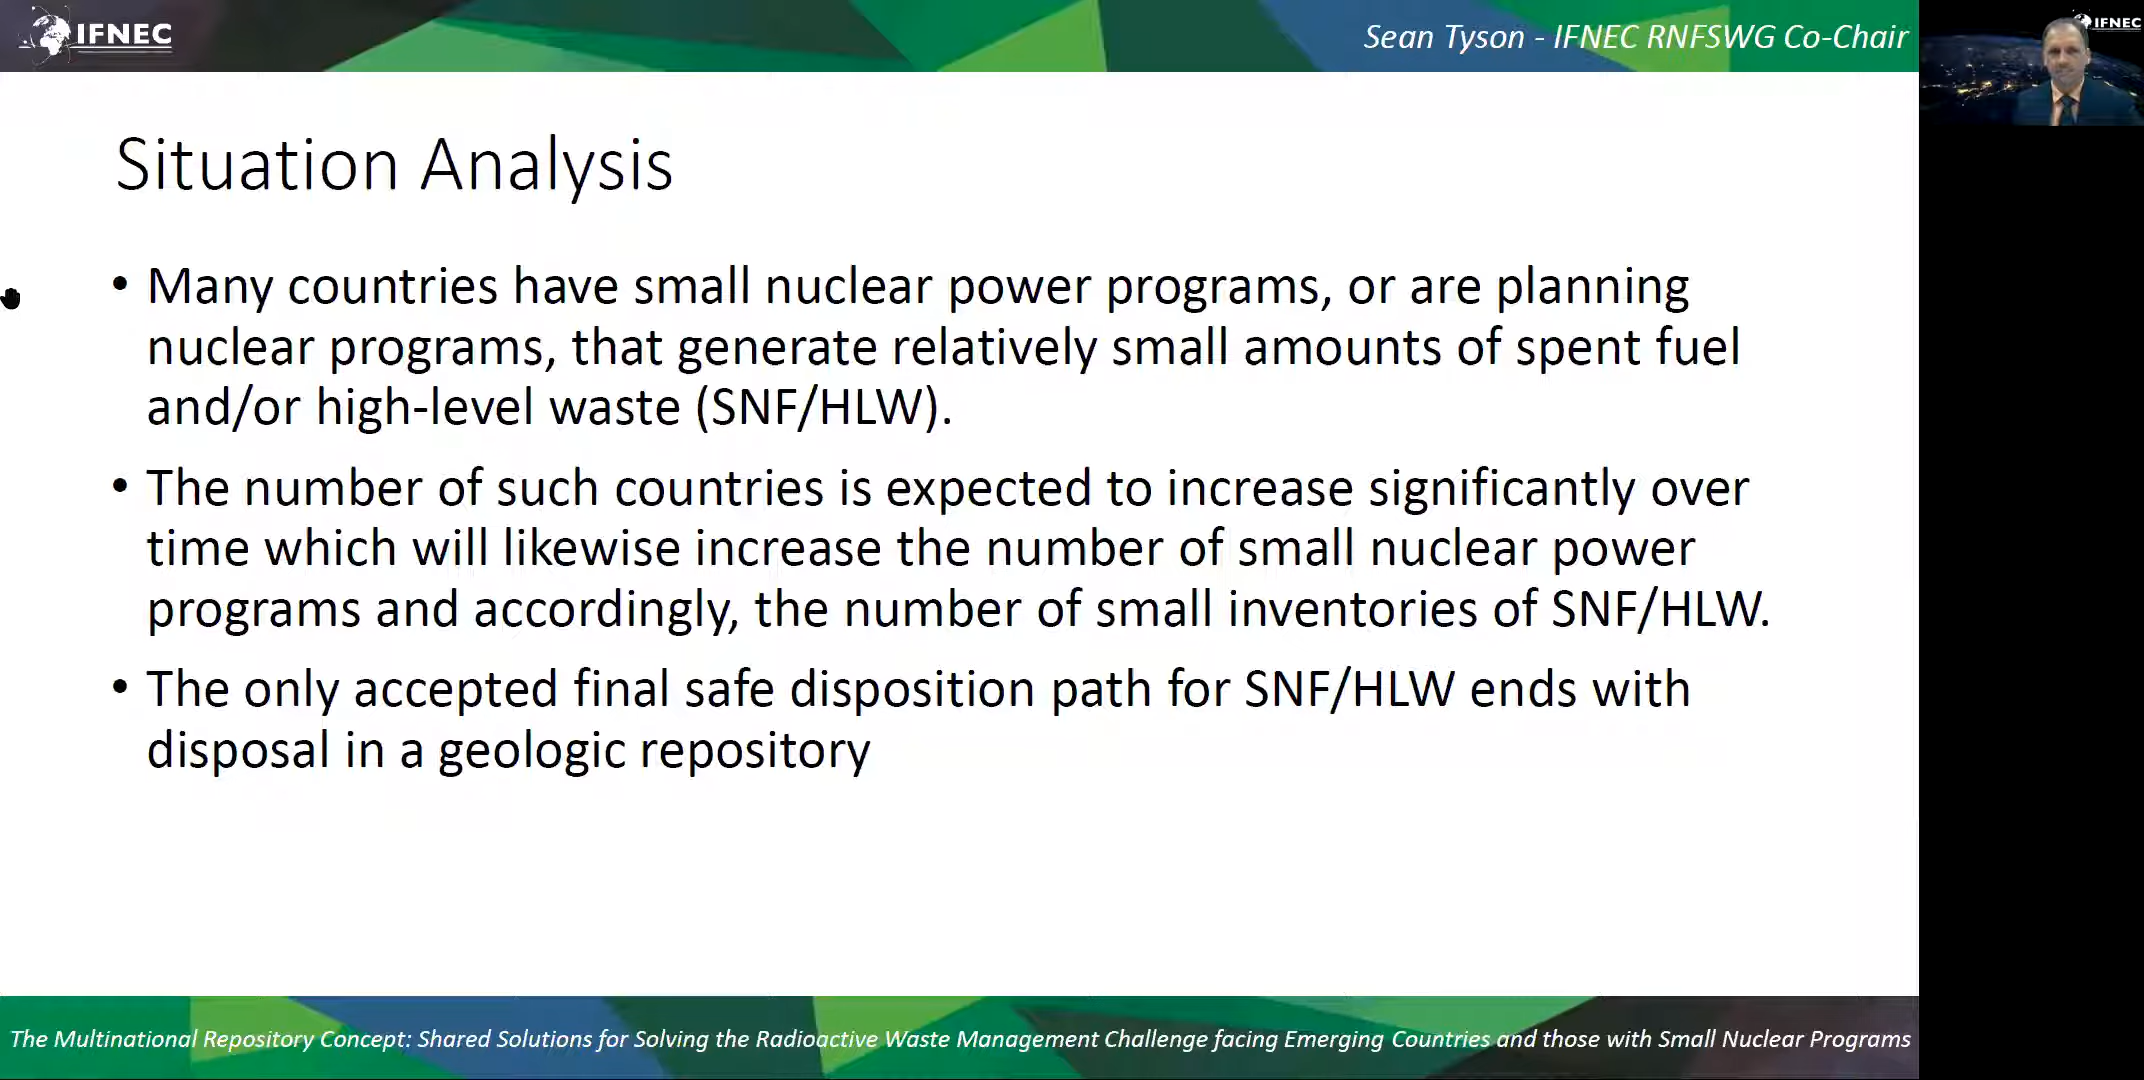 IFNEC
Sean Tyson - IFNEC RNFSWG Co-Chair
IFNEC
Situation Analysis
• Many countries have small nuclear power programs, or are planning
nuclear programs, that generate relatively small amounts of spent fuel
and/or high-level waste (SNF/HLW).
• The number of such countries is expected to increase significantly over
time which will likewise increase the number of small nuclear power
programs and accordingly, the number of small inventories of SNF/HLW.
• The only accepted final safe disposition path for SNF/HLW ends with
disposal in a geologic repository
The Multinational Repository Concept: Shared Solutions for Solving the Radioactive Waste Management Challenge facing Emerging Countries and those with Small Nuclear Programs